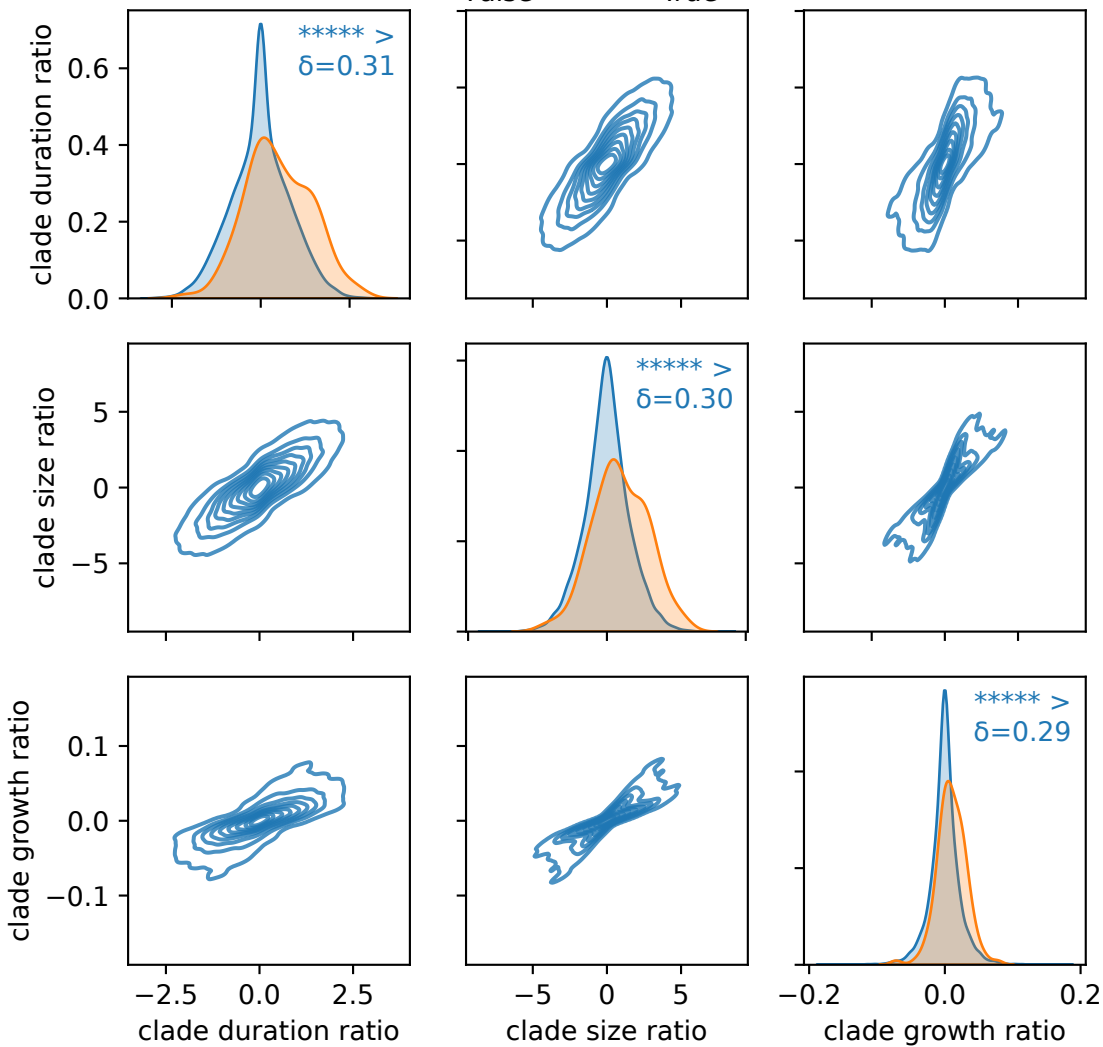 ***** >
δ=0.31
clade duration ratio
0.6
0.4
0.2
0.0
***** >
δ=0.30
clade size ratio
5
0
−5
***** >
δ=0.29
clade growth ratio
0.1
0.0
−0.1
−2.5 0.0 2.5
−5 0 5
−0.2 0.0 0.2
clade duration ratio
clade size ratio
clade growth ratio